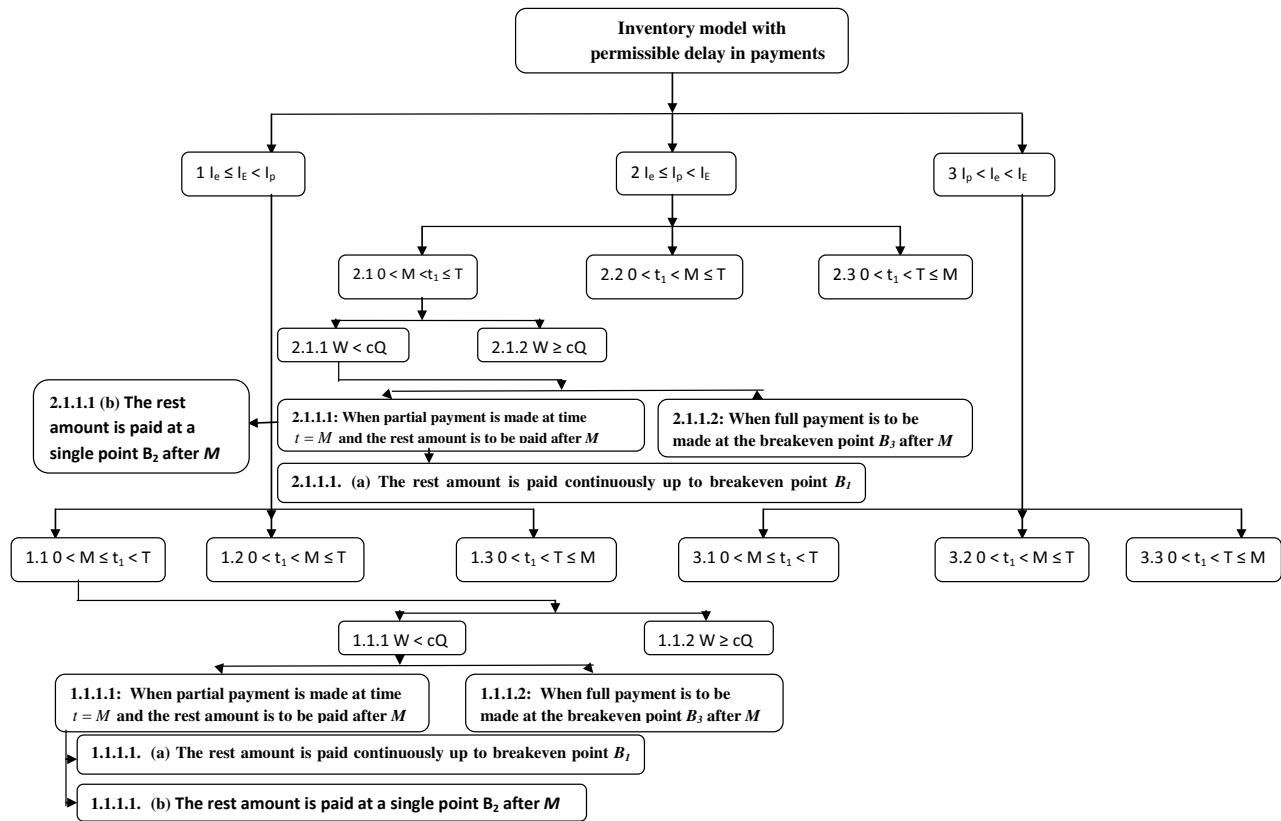 Inventory model with
permissible delay in payments
1 Iₑ ≤ I_E < Iₚ
2 Iₑ ≤ Iₚ < I_E
3 Iₚ < Iₑ < I_E
2.1 0 < M <t₁ ≤ T
2.2 0 < t₁ < M ≤ T
2.3 0 < t₁ < T ≤ M
2.1.1 W < cQ
2.1.2 W ≥ cQ
2.1.1.1 (b) The rest
amount is paid at a
single point B₂ after M
2.1.1.1: When partial payment is made at time
t = M and the rest amount is to be paid after M
2.1.1.2: When full payment is to be
made at the breakeven point B₃ after M
2.1.1.1. (a) The rest amount is paid continuously up to breakeven point B₁
1.1 0 < M ≤ t₁ < T
1.2 0 < t₁ < M ≤ T
1.3 0 < t₁ < T ≤ M
3.1 0 < M ≤ t₁ < T
3.2 0 < t₁ < M ≤ T
3.3 0 < t₁ < T ≤ M
1.1.1 W < cQ
1.1.2 W ≥ cQ
1.1.1.1: When partial payment is made at time
t = M and the rest amount is to be paid after M
1.1.1.2: When full payment is to be
made at the breakeven point B₃ after M
1.1.1.1. (a) The rest amount is paid continuously up to breakeven point B₁
1.1.1.1. (b) The rest amount is paid at a single point B₂ after M